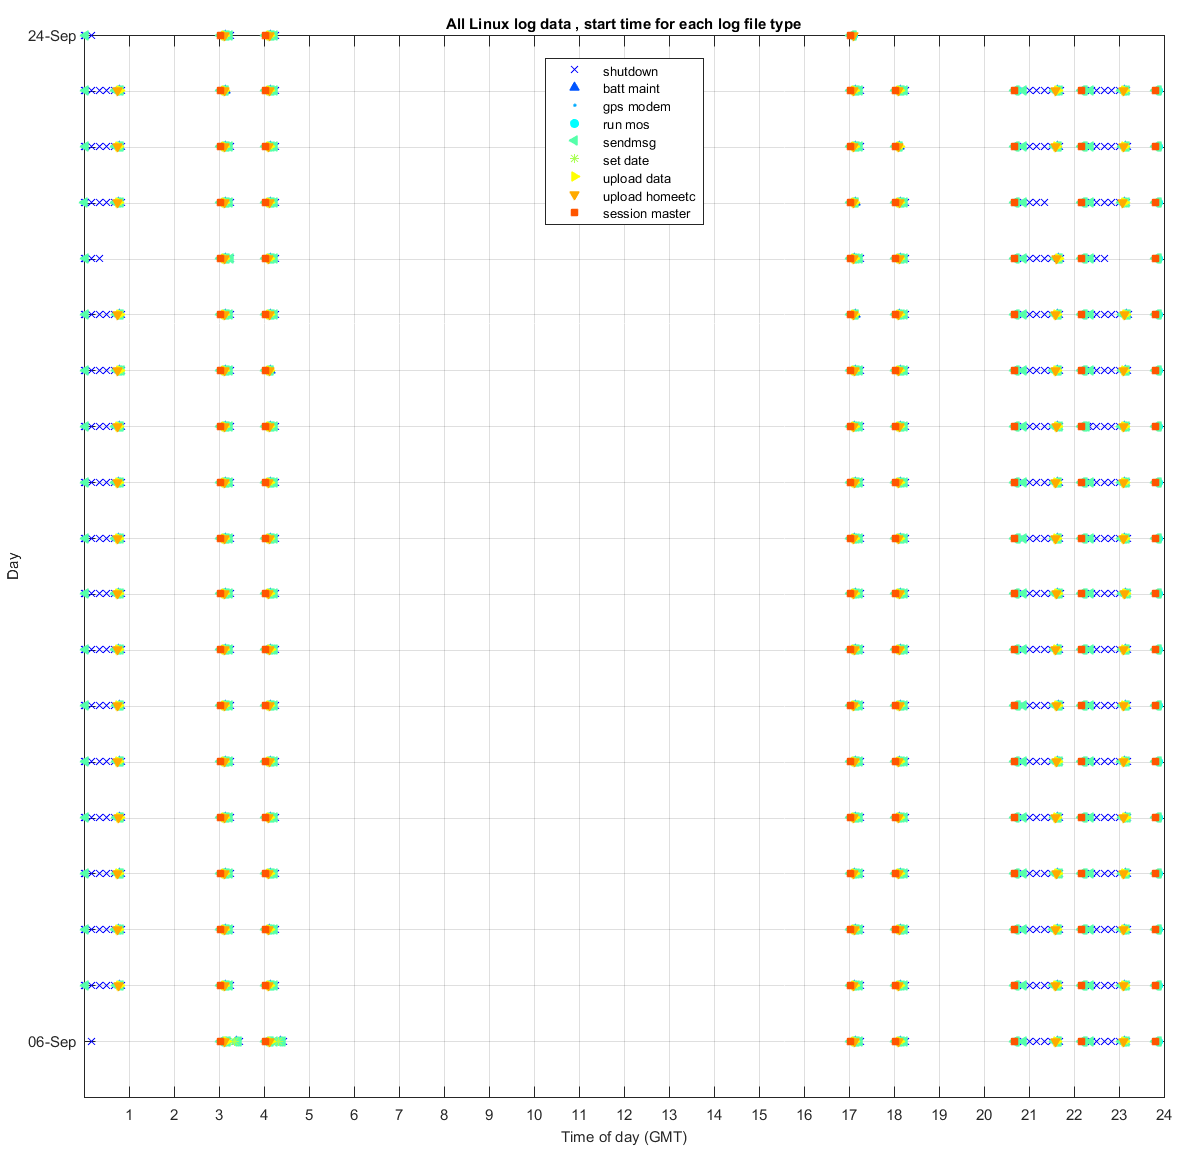 All Linux log data , start time for each log file type
24-Sep
shutdown
batt maint
gps modem
run mos
sendmsg
set date
upload data
upload homeetc
session master
Day
06-Sep
1 2 3 4 5 6 7 8 9 10 11 12 13 14 15 16 17 18 19 20 21 22 23 24
Time of day (GMT)